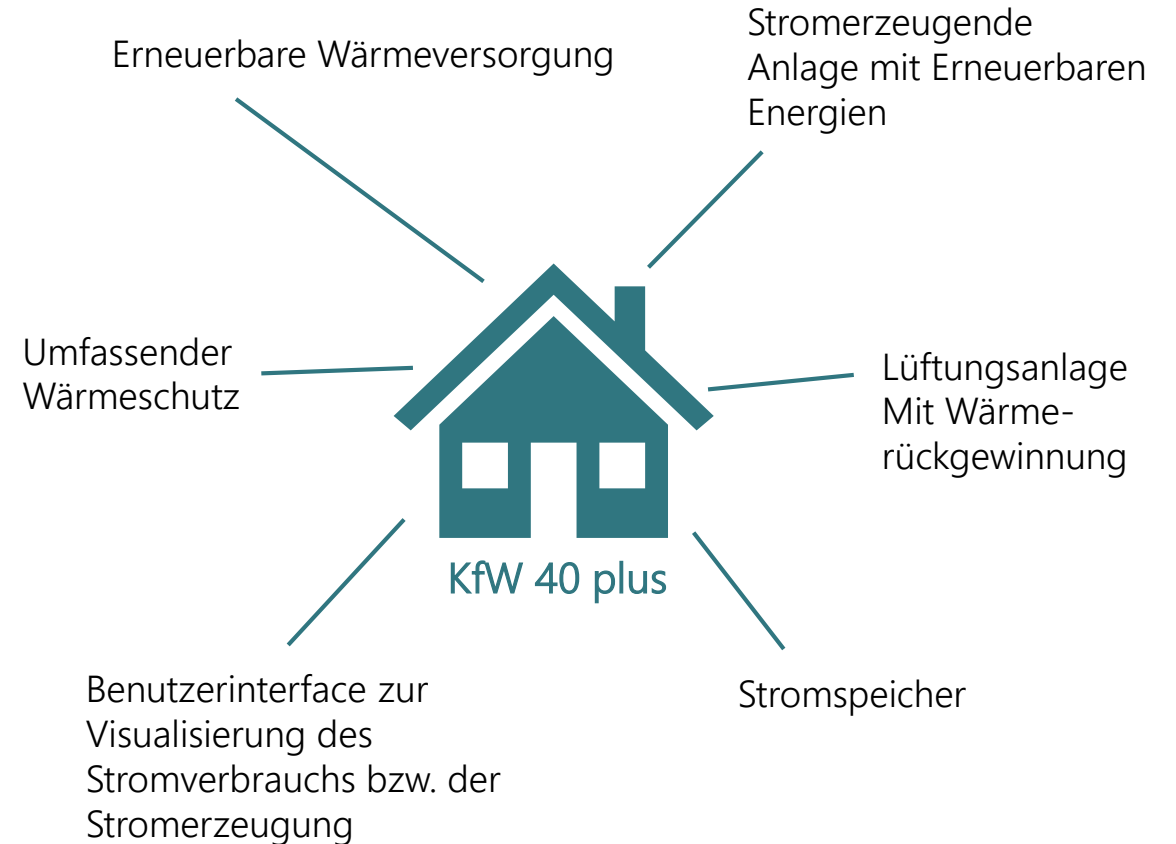 Erneuerbare Wärmeversorgung
Stromerzeugende
Anlage mit Erneuerbaren
Energien
Umfassender
Wärmeschutz
Lüftungsanlage
Mit Wärme-
rückgewinnung
KfW 40 plus
Benutzerinterface zur
Visualisierung des
Stromverbrauchs bzw. der
Stromerzeugung
Stromspeicher